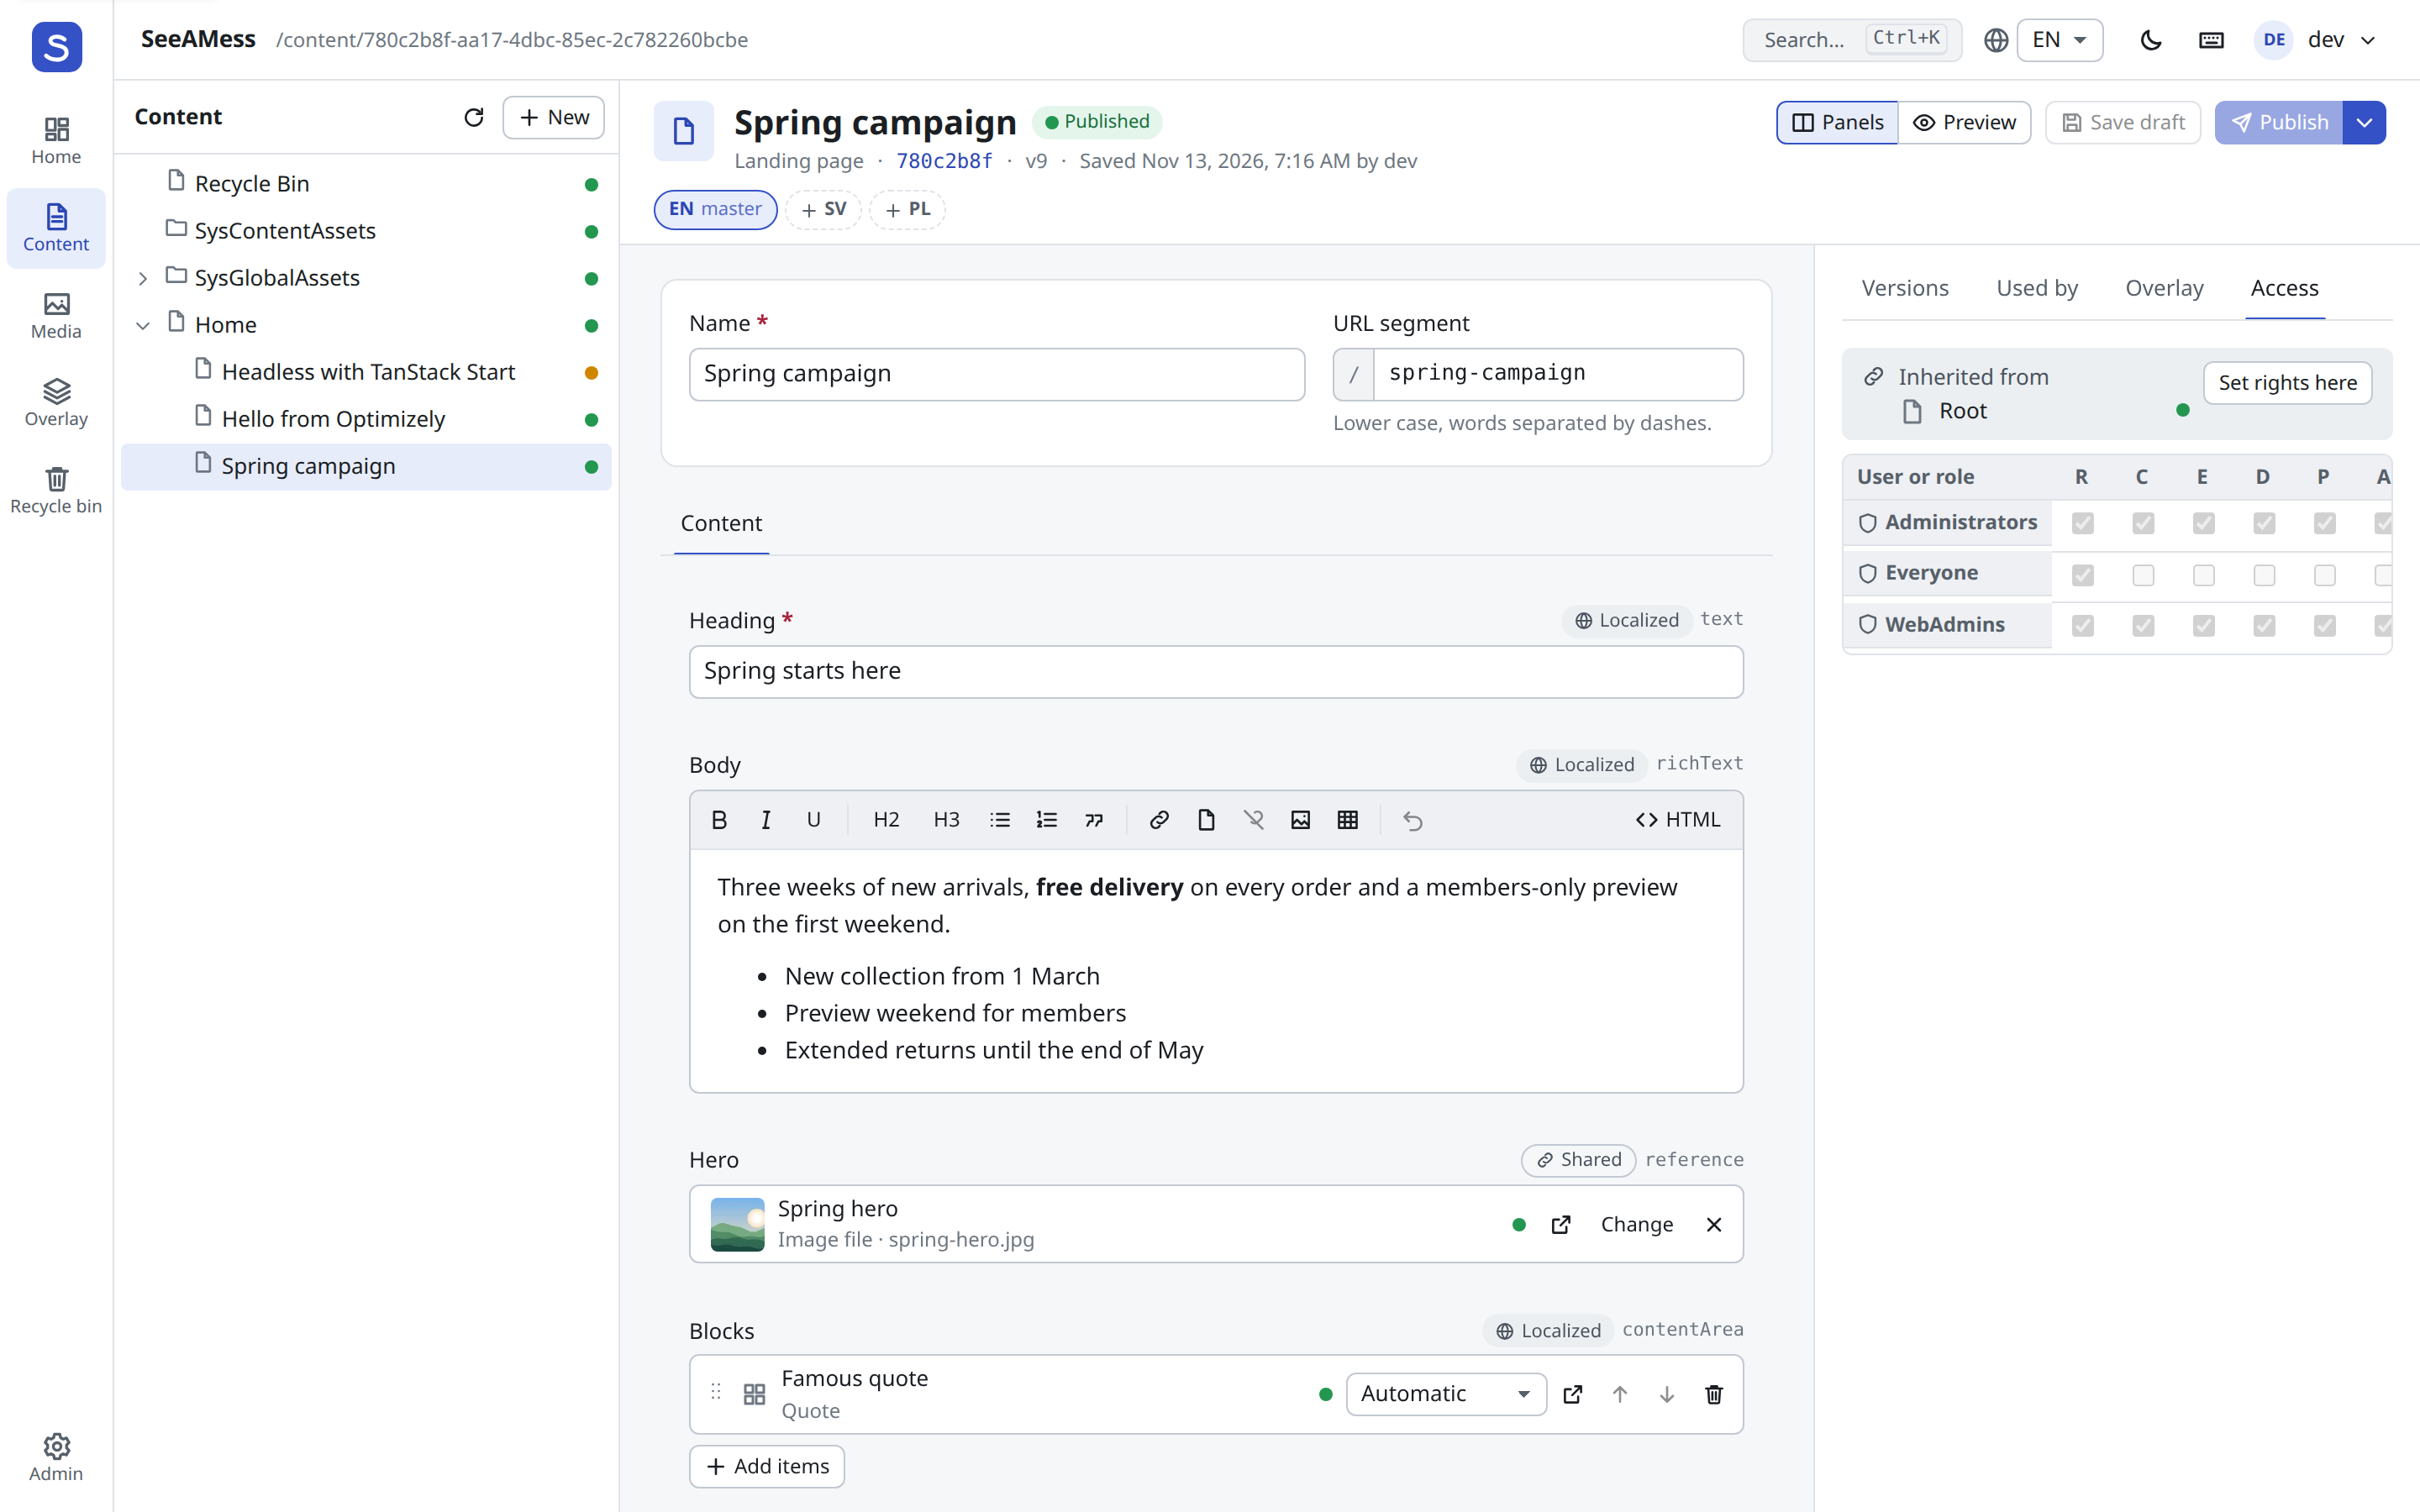 S
SeeAMess
/content/780c2b8f-aa17-4dbc-85ec-2c782260bcbe
Search...
Ctrl+K
EN
DE
dev
Home
Content
Media
Overlay
Recycle bin
Admin
Content
New
Recycle Bin
SysContentAssets
SysGlobalAssets
Home
Headless with TanStack Start
Hello from Optimizely
Spring campaign
Spring campaign
Published
Landing page · 780c2b8f · v9 · Saved Nov 13, 2026, 7:16 AM by dev
Panels
Preview
Save draft
Publish
EN master
+ SV
+ PL
Name *
Spring campaign
URL segment
/
spring-campaign
Lower case, words separated by dashes.
Content
Heading *
Localized
text
Spring starts here
Body
Localized
richText
B
I
U
H2
H3
HTML
Three weeks of new arrivals, free delivery on every order and a members-only preview
on the first weekend.
• New collection from 1 March
• Preview weekend for members
• Extended returns until the end of May
Hero
Shared
reference
Spring hero
Image file · spring-hero.jpg
Change
Blocks
Localized
contentArea
Famous quote
Quote
Automatic
Add items
Versions
Used by
Overlay
Access
Inherited from
Root
Set rights here
User or role R C E D P A
Administrators
Everyone
WebAdmins